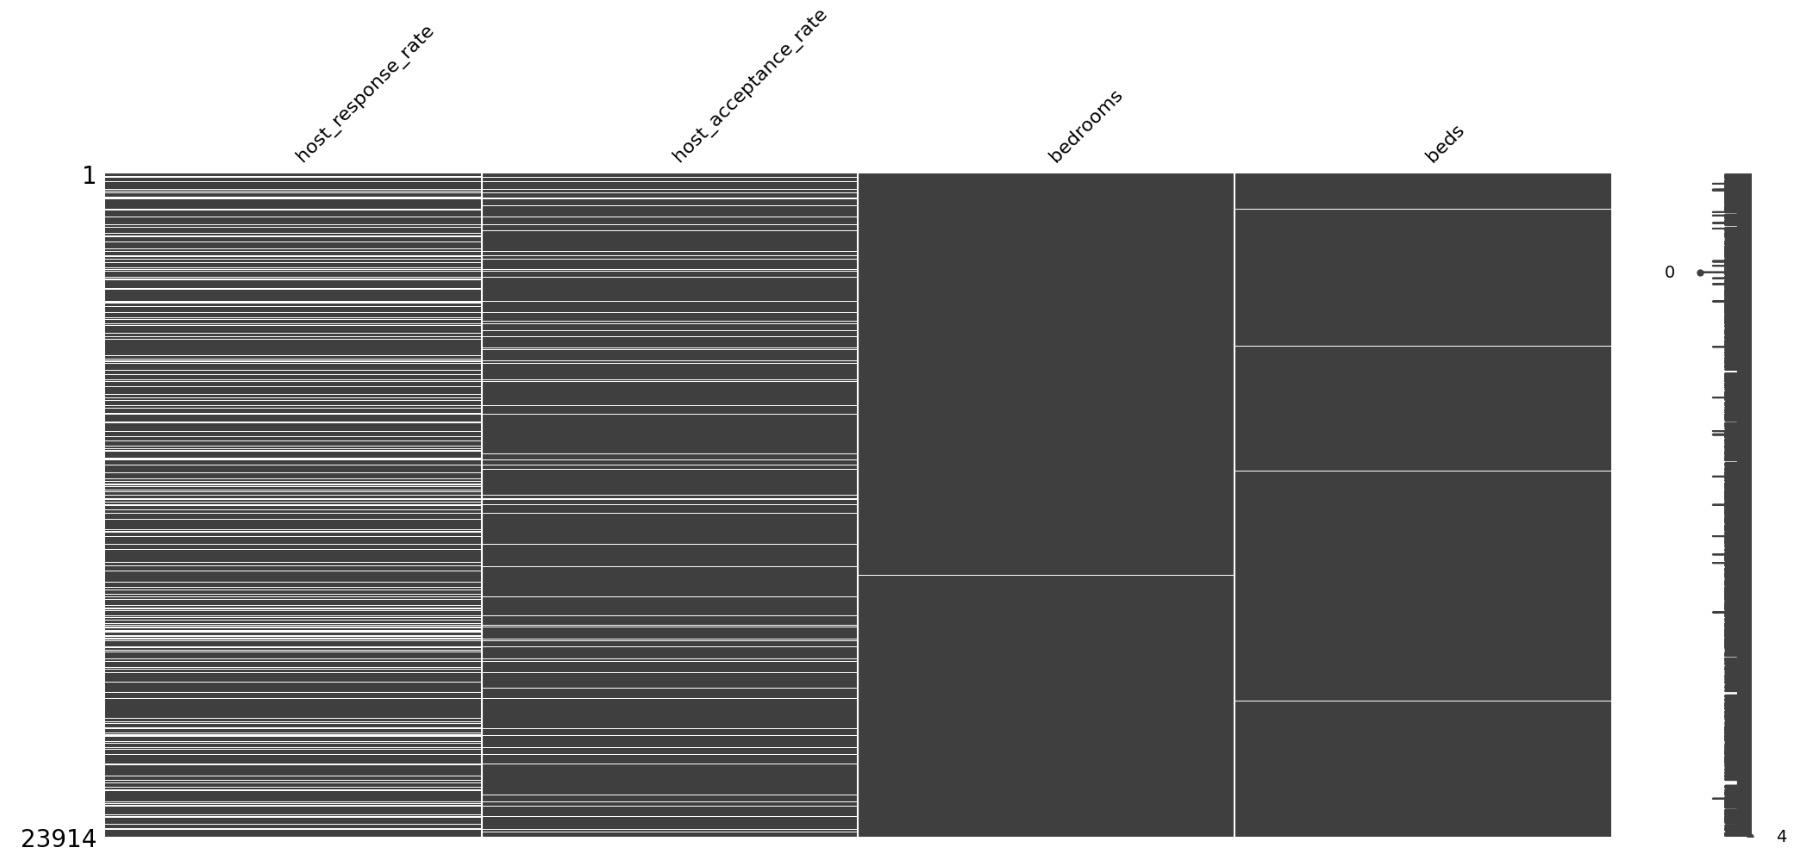 host_response_rate
host_acceptance_rate
bedrooms
beds
1
0
23914
4